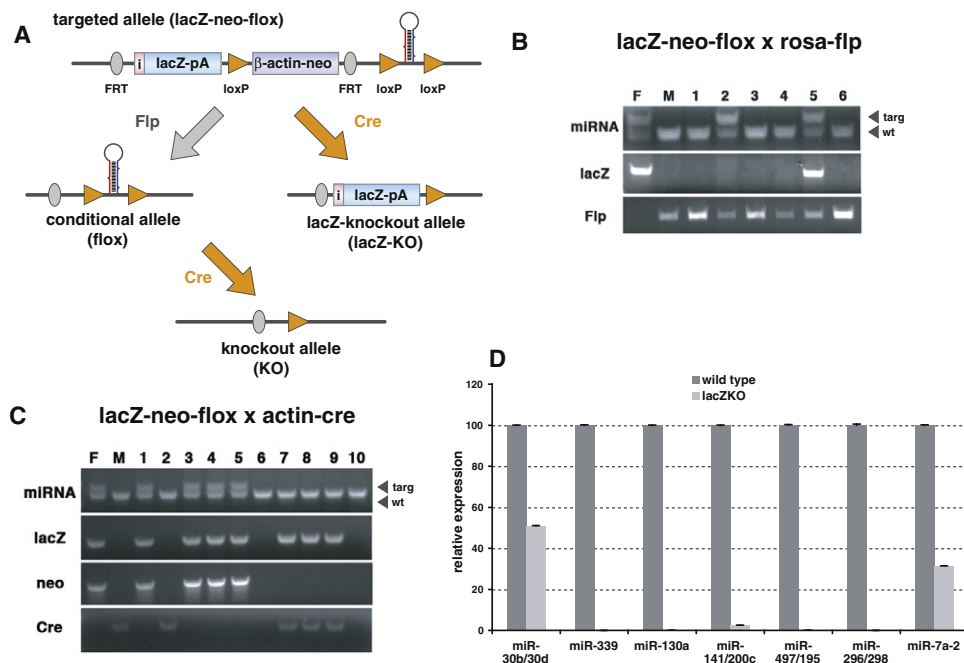 A
targeted allele (lacZ-neo-flox)
i
lacZ-pA
β-actin-neo
FRT
loxP
FRT
loxP
loxP
Flp
Cre
conditional allele
(flox)
i
lacZ-pA
lacZ-knockout allele
(lacZ-KO)
Cre
knockout allele
(KO)
B
lacZ-neo-flox x rosa-flp
F M 1 2 3 4 5 6
miRNA
targ
wt
lacZ
Flp
C
lacZ-neo-flox x actin-cre
F M 1 2 3 4 5 6 7 8 9 10
miRNA
targ
wt
lacZ
neo
Cre
D
wild type
lacZKO
relative expression
120
100
80
60
40
20
0
miR-30b/30d
miR-339
miR-130a
miR-141/200c
miR-497/195
miR-296/298
miR-7a-2